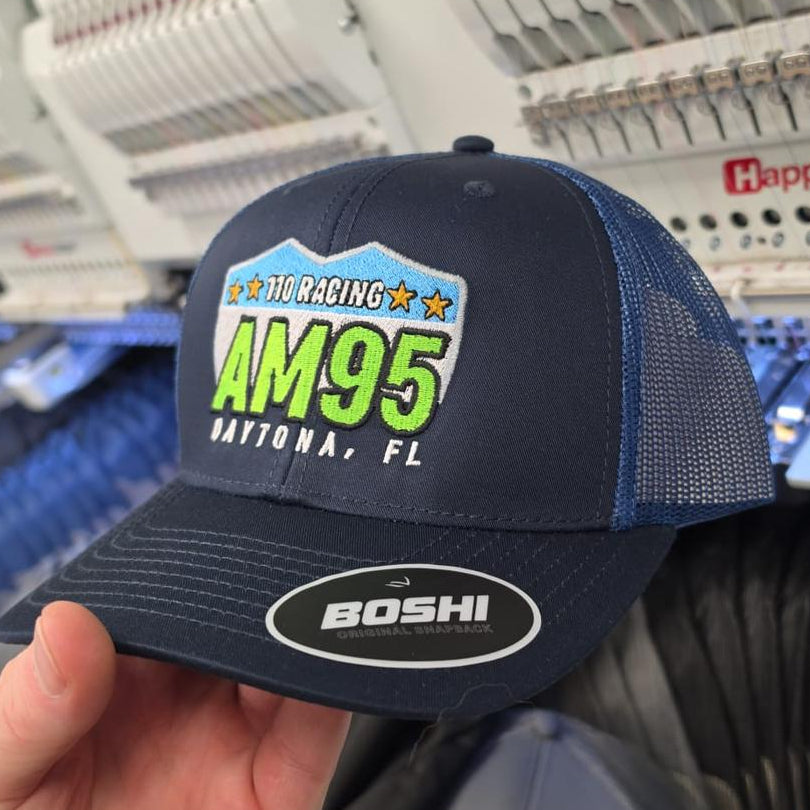 Happ
110 RACING
AM95
DAYTONA, FL
BOSHI
ORIGINAL SNAPBACK